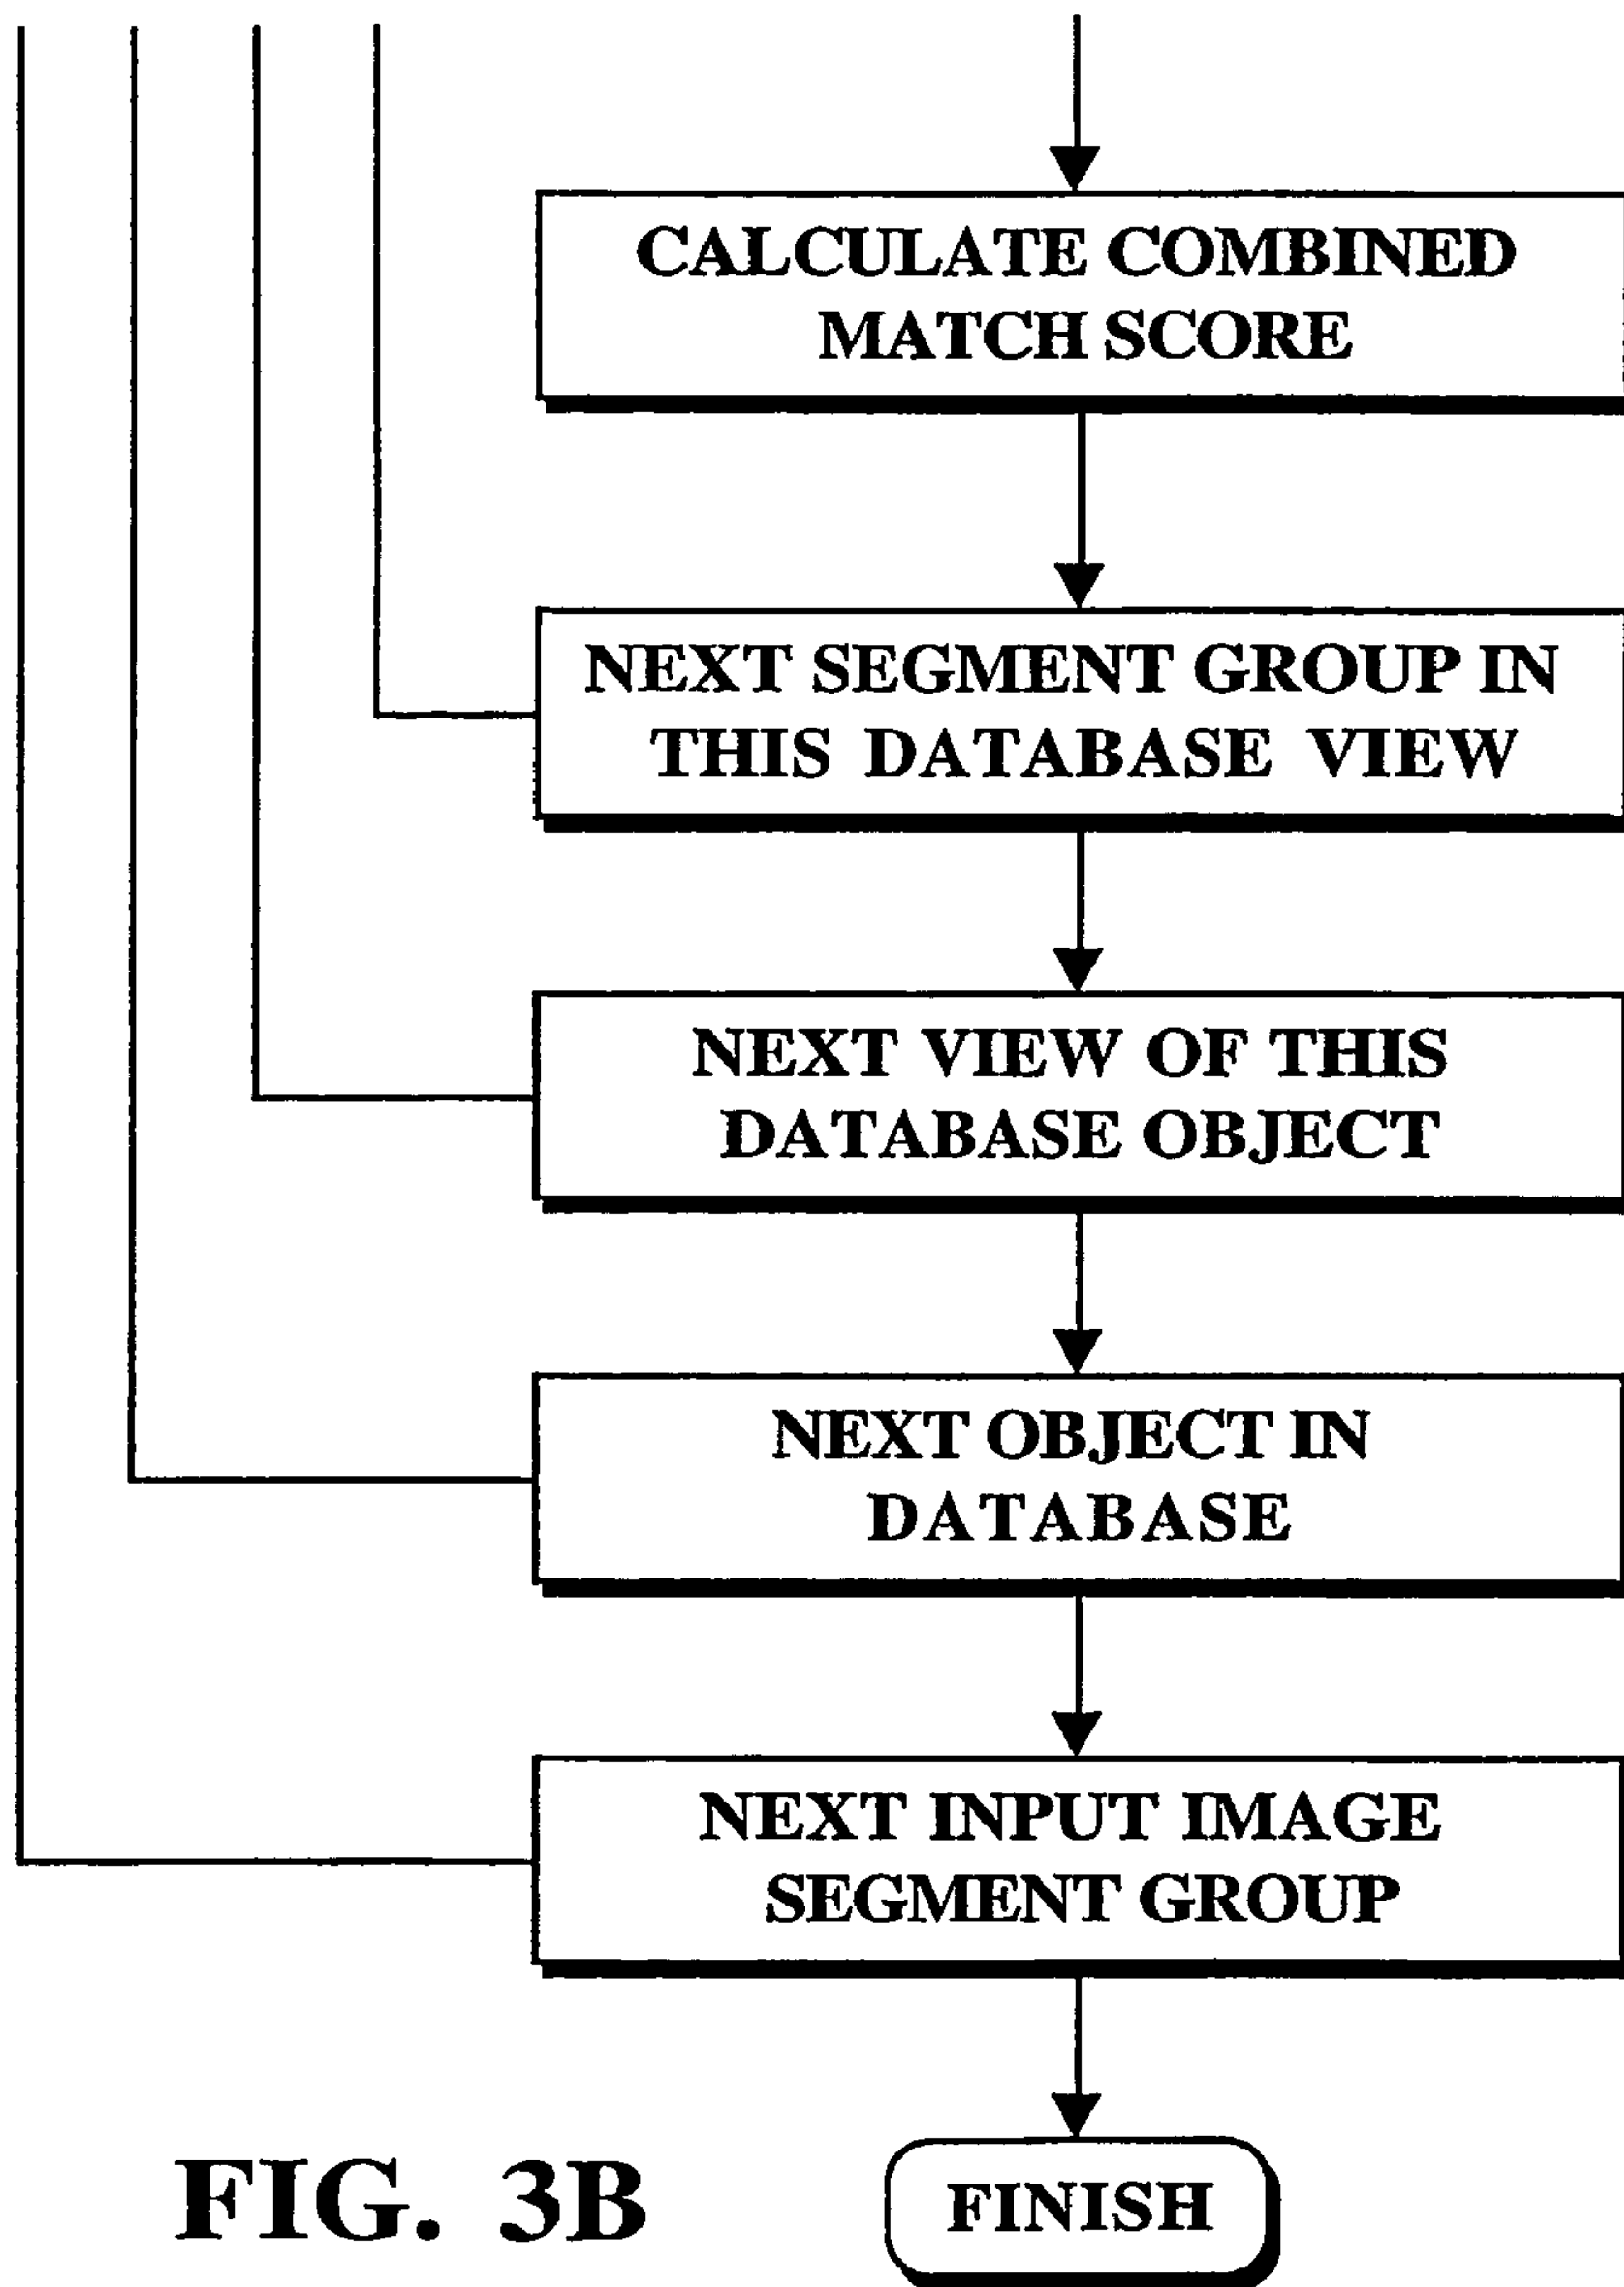 CALCULATE COMBINED
MATCH SCORE
NEXT SEGMENT GROUP IN
THIS DATABASE VIEW
NEXT VIEW OF THIS
DATABASE OBJECT
NEXT OBJECT IN
DATABASE
NEXT INPUT IMAGE
SEGMENT GROUP
FINISH
FIG. 3B